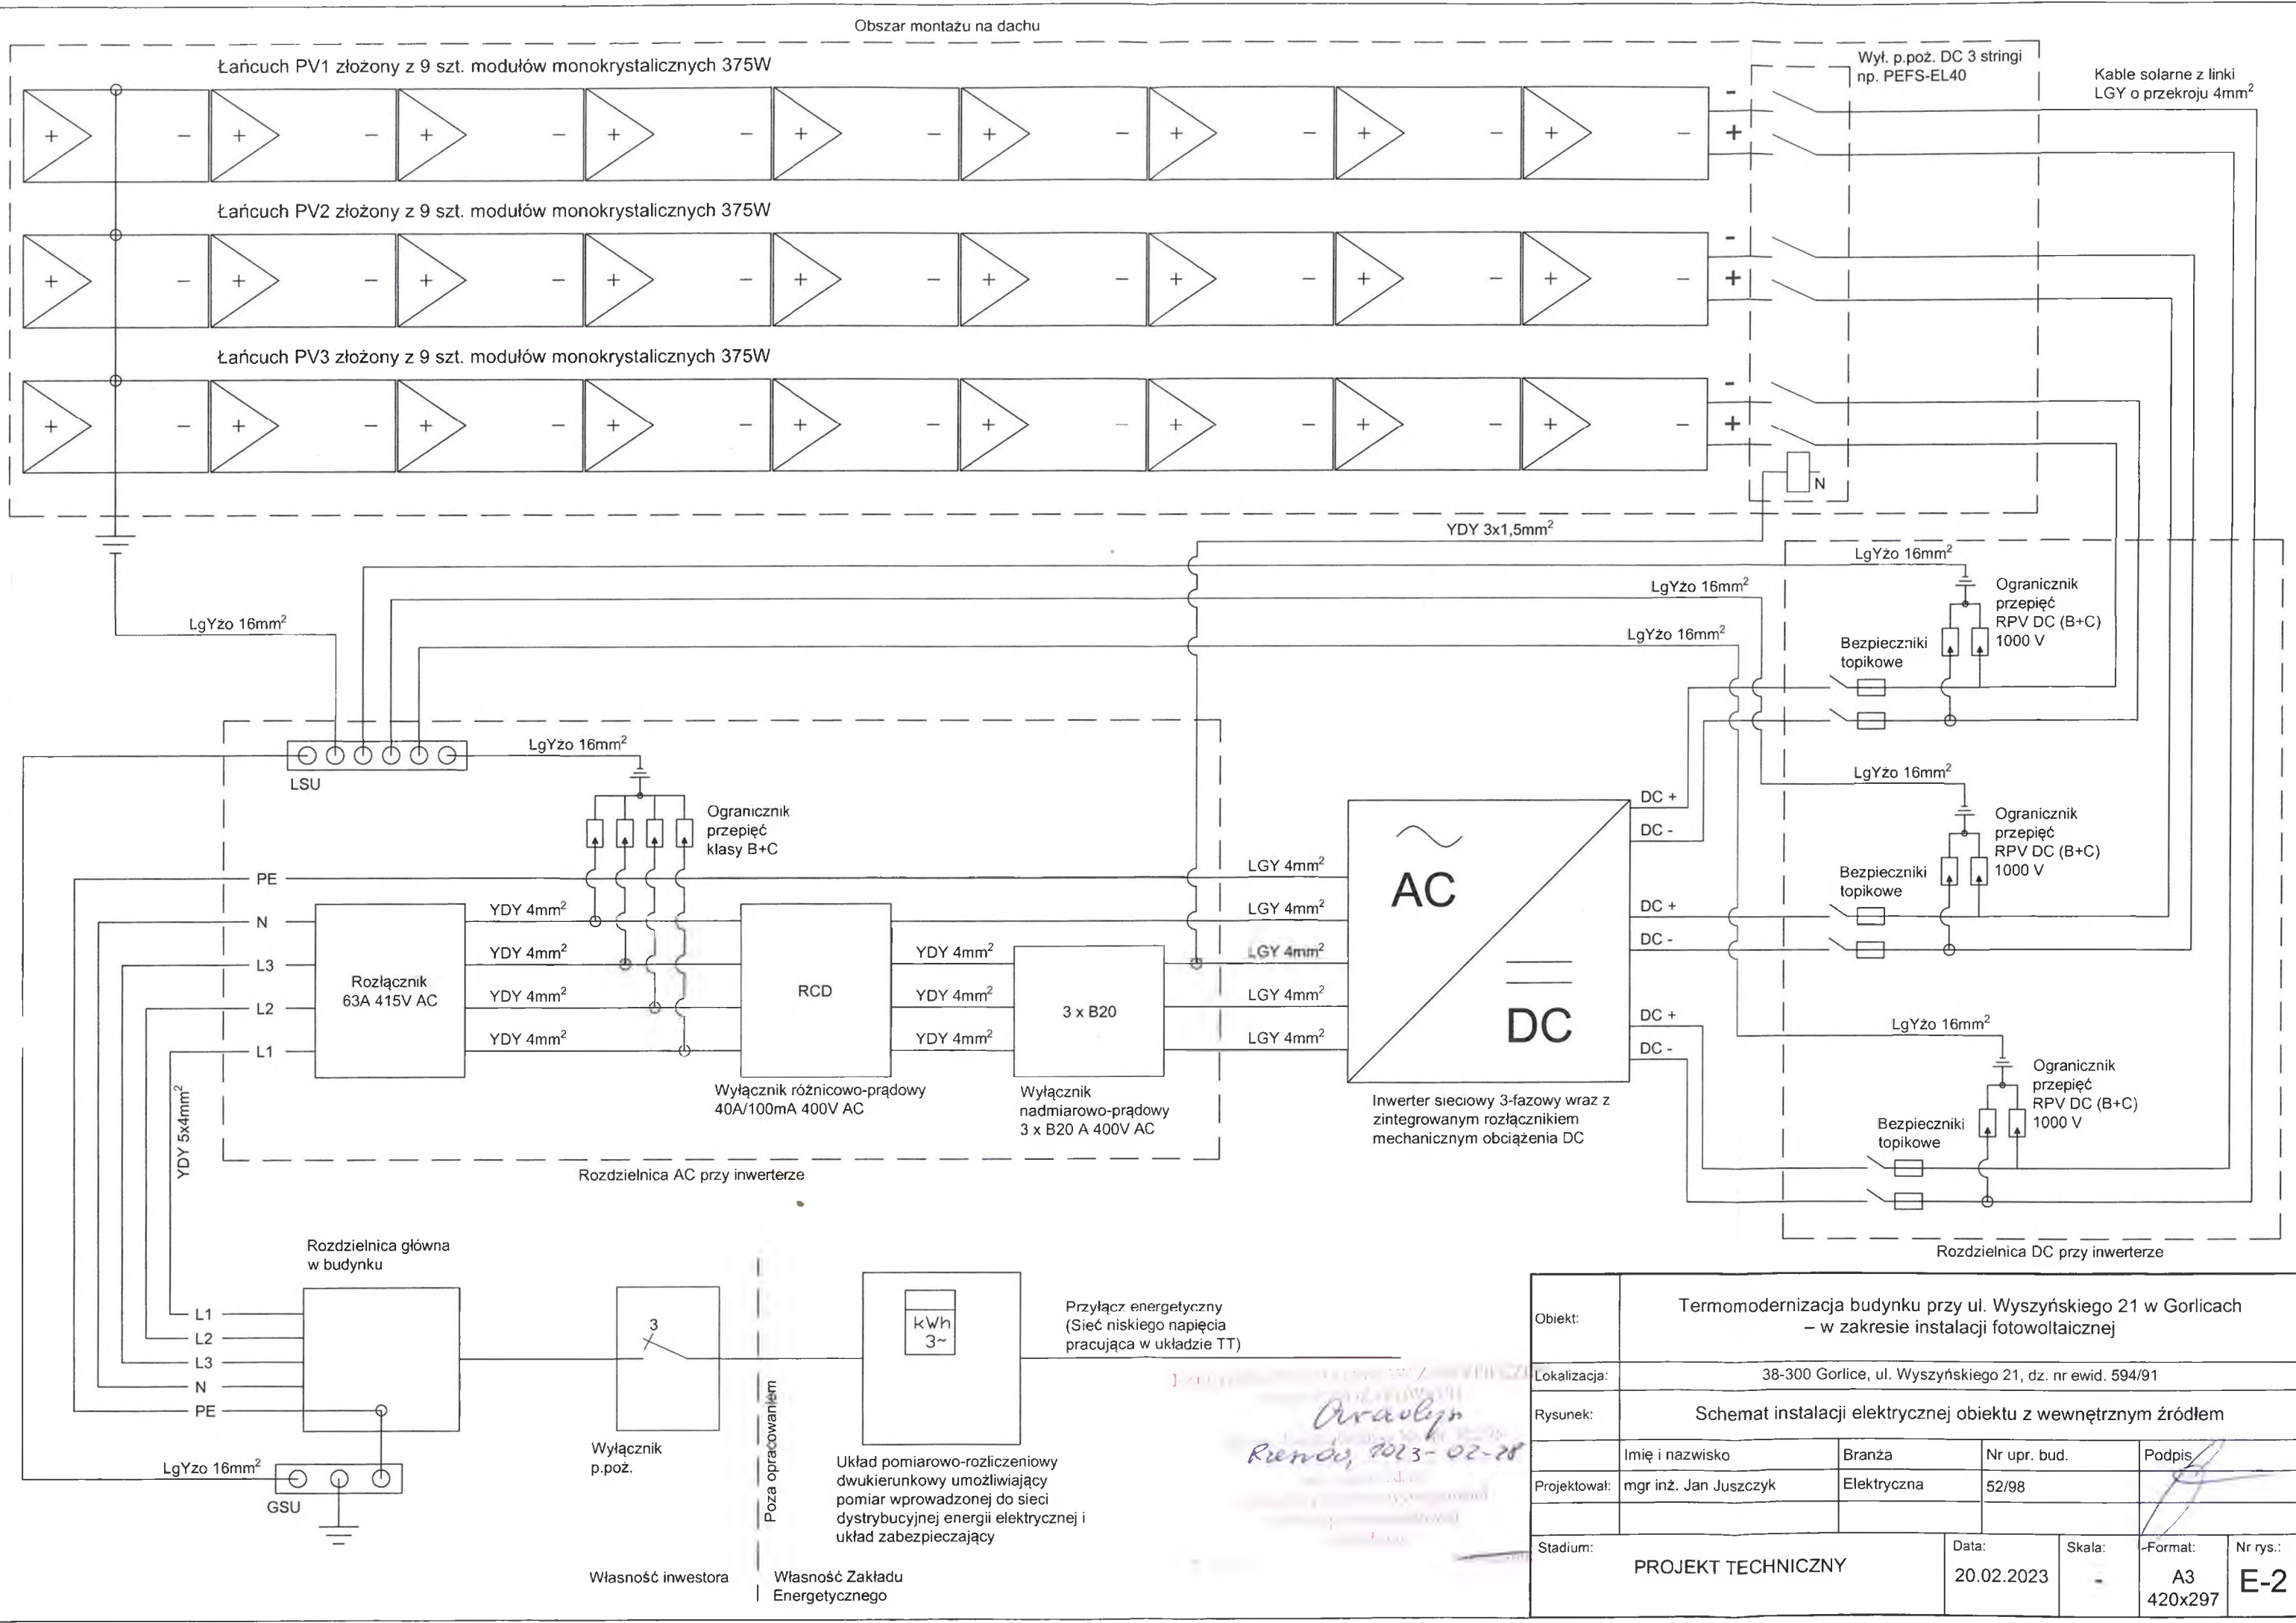 Obszar montażu na dachu
Łańcuch PV1 złożony z 9 szt. modułów monokrystalicznych 375W
Wył. p.poż. DC 3 stringi
np. PEFS-EL40
Kable solarne z linki
LGY o przekroju 4mm²
+ - + - + - + - + - + - + - + - + -
-
+
Łańcuch PV2 złożony z 9 szt. modułów monokrystalicznych 375W
+ - + - + - + - + - + - + - + - + -
-
+
Łańcuch PV3 złożony z 9 szt. modułów monokrystalicznych 375W
+ - + - + - + - + - + - + - + - + -
-
+
N
YDY 3x1,5mm²
LgYżo 16mm²
LgYżo 16mm²
LgYżo 16mm²
LgYżo 16mm²
Ogranicznik
przepięć
RPV DC (B+C)
1000 V
Bezpieczniki
topikowe
LSU
LgYżo 16mm²
Ogranicznik
przepięć
klasy B+C
LgYżo 16mm²
Ogranicznik
przepięć
RPV DC (B+C)
1000 V
Bezpieczniki
topikowe
PE
N
L3
L2
L1
Rozłącznik
63A 415V AC
YDY 4mm²
YDY 4mm²
YDY 4mm²
YDY 4mm²
RCD
Wyłącznik różnicowo-prądowy
40A/100mA 400V AC
YDY 4mm²
YDY 4mm²
YDY 4mm²
3 x B20
Wyłącznik
nadmiarowo-prądowy
3 x B20 A 400V AC
LGY 4mm²
LGY 4mm²
LGY 4mm²
LGY 4mm²
LGY 4mm²
AC
DC
DC +
DC -
DC +
DC -
DC +
DC -
Inwerter sieciowy 3-fazowy wraz z
zintegrowanym rozłącznikiem
mechanicznym obciążenia DC
LgYżo 16mm²
Ogranicznik
przepięć
RPV DC (B+C)
1000 V
Bezpieczniki
topikowe
Rozdzielnica DC przy inwerterze
YDY 5x4mm²
Rozdzielnica AC przy inwerterze
Rozdzielnica główna
w budynku
L1
L2
L3
N
PE
LgYżo 16mm²
GSU
3
Wyłącznik
p.poż.
Poza opracowaniem
kWh
3~
Układ pomiarowo-rozliczeniowy
dwukierunkowy umożliwiający
pomiar wprowadzonej do sieci
dystrybucyjnej energii elektrycznej i
układ zabezpieczający
Przyłącz energetyczny
(Sieć niskiego napięcia
pracująca w układzie TT)
Własność inwestora
Własność Zakładu
Energetycznego
2023-02-28
Obiekt:
Termomodernizacja budynku przy ul. Wyszyńskiego 21 w Gorlicach
– w zakresie instalacji fotowoltaicznej
Lokalizacja:
38-300 Gorlice, ul. Wyszyńskiego 21, dz. nr ewid. 594/91
Rysunek:
Schemat instalacji elektrycznej obiektu z wewnętrznym źródłem
Imię i nazwisko
Branża
Nr upr. bud.
Podpis
Projektował:
mgr inż. Jan Juszczyk
Elektryczna
52/98
Stadium:
PROJEKT TECHNICZNY
Data:
20.02.2023
Skala:
-
Format:
A3
420x297
Nr rys.:
E-2